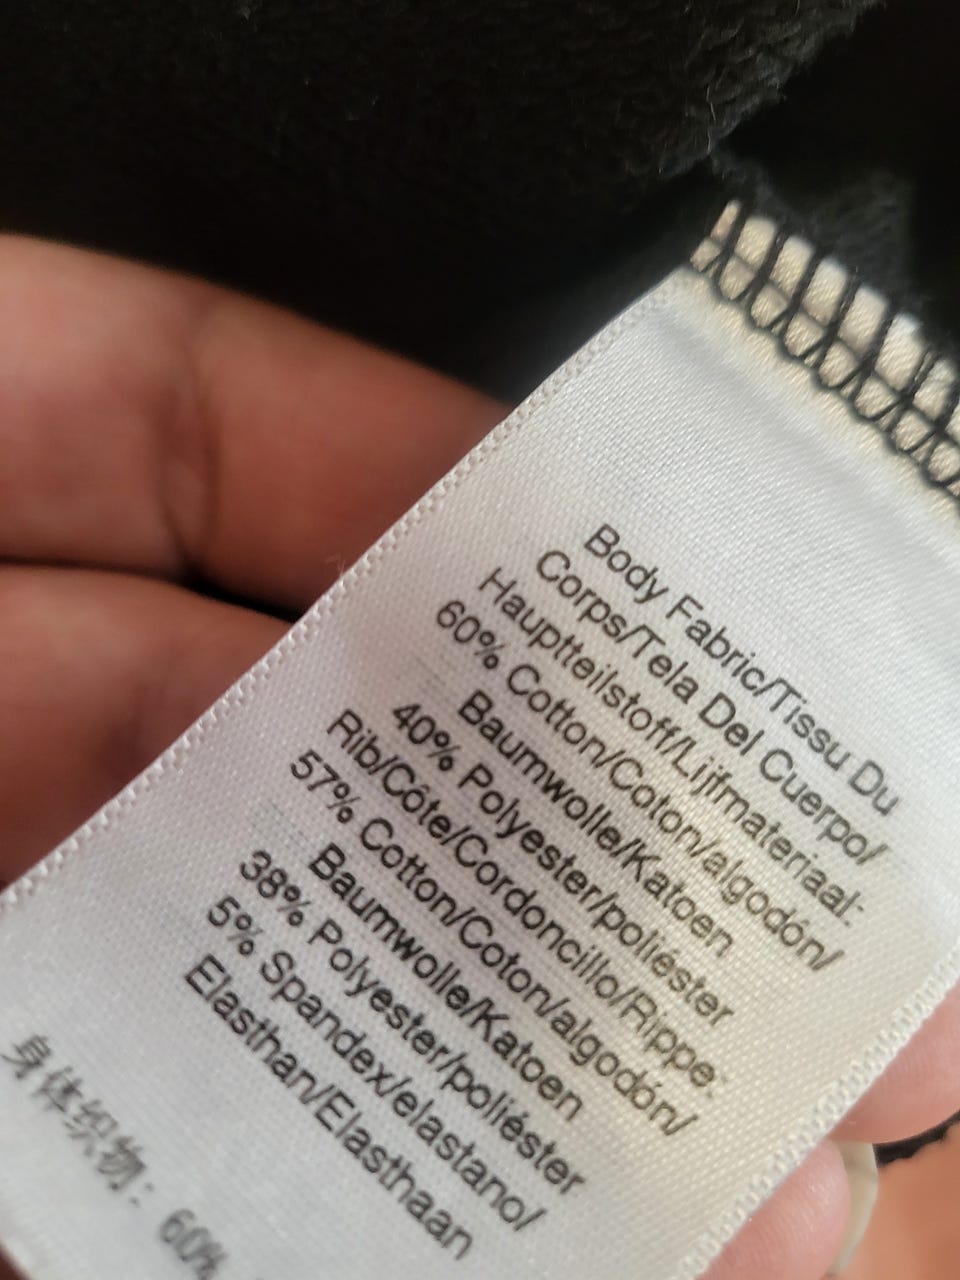 Body Fabric/Tissu Du
Corps/Tela Del Cuerpo/
Hauptteilstoff/Lijfmateriaal:
60% Cotton/Coton/algodón/
Baumwolle/Katoen
40% Polyester/poliéster
Rib/Côte/Cordoncillo/Rippe:
57% Cotton/Coton/algodón/
Baumwolle/Katoen
38% Polyester/poliéster
5% Spandex/elastano/
Elasthan/Elasthaan
身体织物: 60%